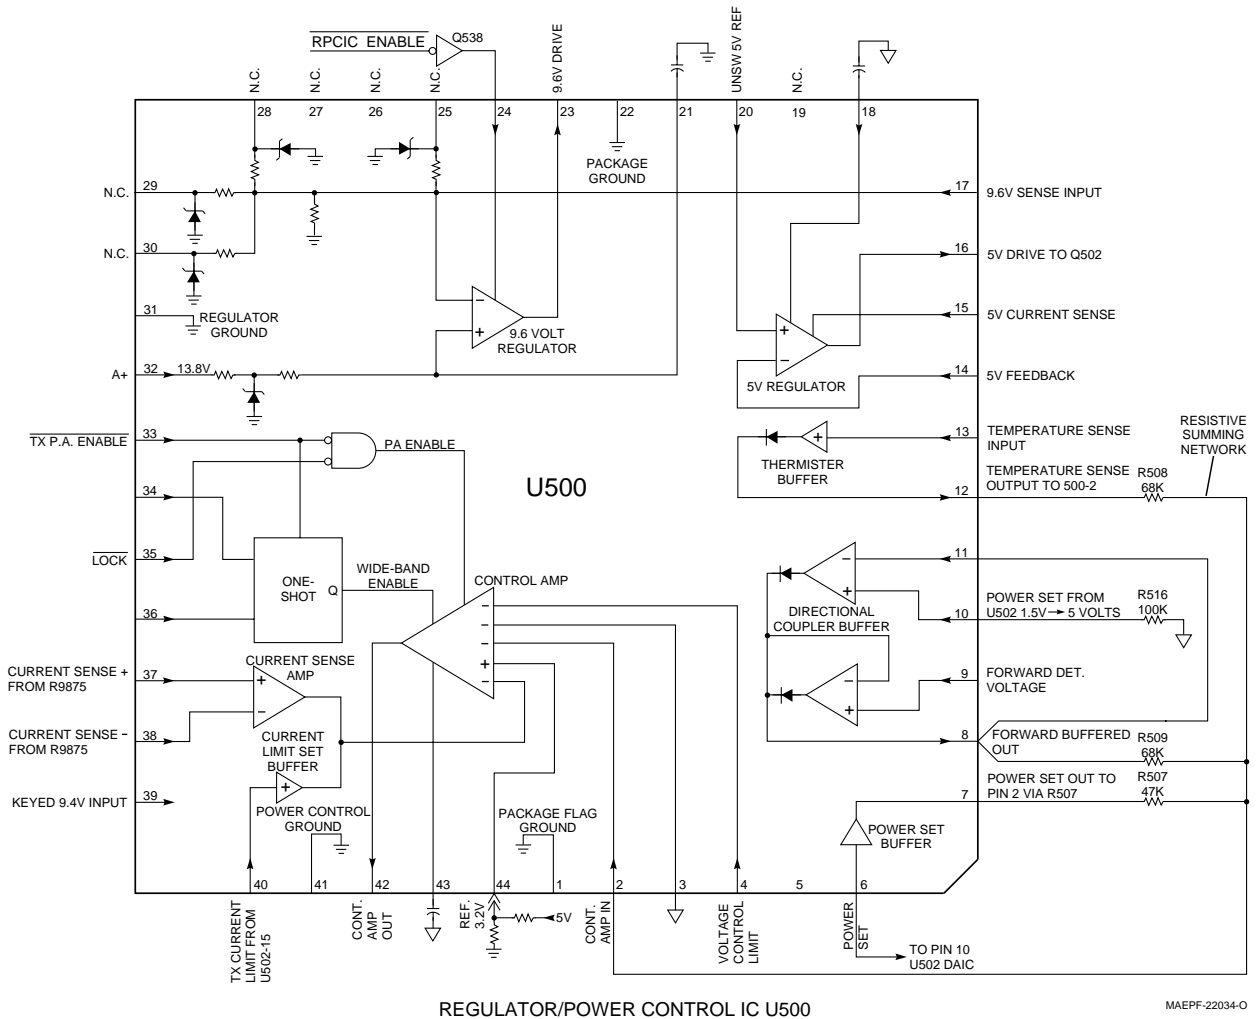 RPCIC ENABLE
Q538
9.6V DRIVE
UNSW 5V REF
N.C.
N.C.
N.C.
N.C.
N.C.
28
27
26
25
24
23
22
21
20
19
18
PACKAGE
GROUND
N.C.
29
17
9.6V SENSE INPUT
N.C.
30
16
5V DRIVE TO Q502
31
REGULATOR
GROUND
15
5V CURRENT SENSE
−
+
9.6 VOLT
REGULATOR
+
−
5V REGULATOR
A+
32
13.8V
14
5V FEEDBACK
TX P.A. ENABLE
33
PA ENABLE
+
THERMISTER
BUFFER
13
TEMPERATURE SENSE
INPUT
RESISTIVE
SUMMING
NETWORK
34
U500
12
TEMPERATURE SENSE
OUTPUT TO 500-2
R508
68K
LOCK
35
ONE-
SHOT
Q
WIDE-BAND
ENABLE
CONTROL AMP
−
−
−
+
−
−
+
DIRECTIONAL
COUPLER BUFFER
11
36
10
POWER SET FROM
U502 1.5V → 5 VOLTS
R516
100K
CURRENT SENSE +
FROM R9875
37
CURRENT SENSE
AMP
+
−
−
+
9
FORWARD DET.
VOLTAGE
CURRENT SENSE −
FROM R9875
38
CURRENT
LIMIT SET
BUFFER
+
8
FORWARD BUFFERED
OUT
R509
68K
KEYED 9.4V INPUT
39
POWER CONTROL
GROUND
PACKAGE FLAG
GROUND
POWER SET
BUFFER
7
POWER SET OUT TO
PIN 2 VIA R507
R507
47K
40
41
42
43
44
1
2
3
4
5
6
TX CURRENT
LIMIT FROM
U502-15
CONT.
AMP
OUT
REF.
3.2V
5V
CONT.
AMP IN
VOLTAGE
CONTROL
LIMIT
POWER
SET
TO PIN 10
U502 DAIC
REGULATOR/POWER CONTROL IC U500
MAEPF-22034-O